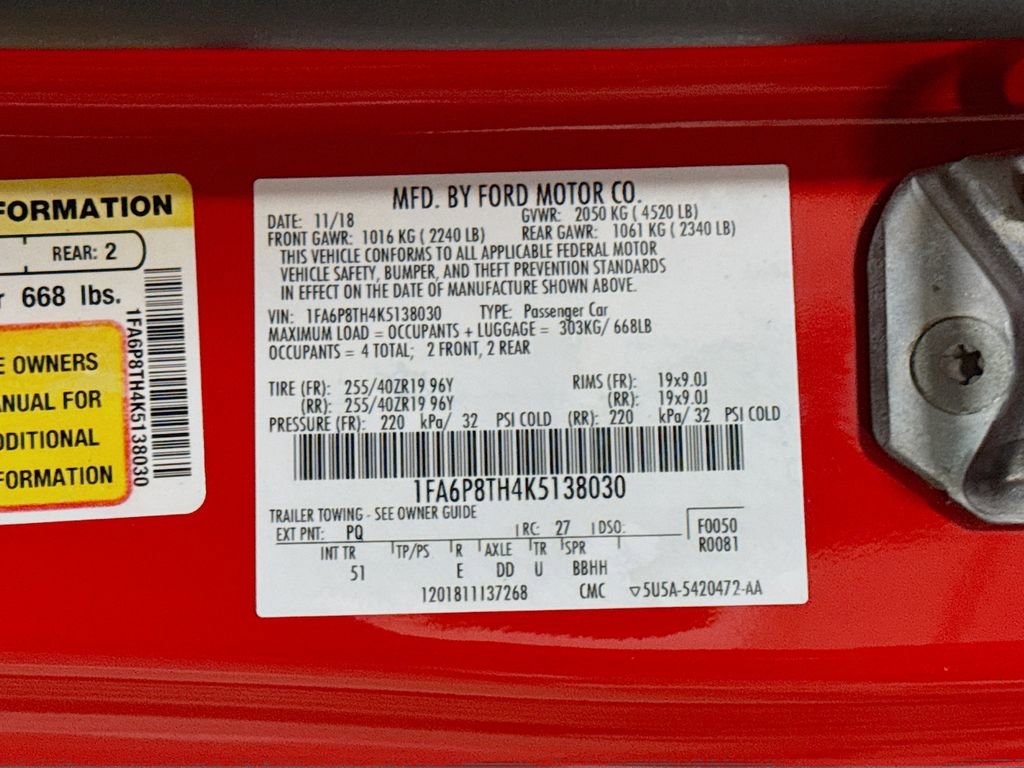 FORMATION
REAR: 2
668 lbs.
E OWNERS
ANUAL FOR
DDITIONAL
FORMATION
1FA6P8TH4K5138030
MFD. BY FORD MOTOR CO.
DATE: 11/18 GVWR: 2050 KG ( 4520 LB)
FRONT GAWR: 1016 KG ( 2240 LB) REAR GAWR: 1061 KG ( 2340 LB)
THIS VEHICLE CONFORMS TO ALL APPLICABLE FEDERAL MOTOR
VEHICLE SAFETY, BUMPER, AND THEFT PREVENTION STANDARDS
IN EFFECT ON THE DATE OF MANUFACTURE SHOWN ABOVE.
VIN: 1FA6P8TH4K5138030 TYPE: Passenger Car
MAXIMUM LOAD = OCCUPANTS + LUGGAGE = 303KG/ 668LB
OCCUPANTS = 4 TOTAL; 2 FRONT, 2 REAR
TIRE (FR): 255/40ZR19 96Y RIMS (FR): 19x9.0J
(RR): 255/40ZR19 96Y (RR): 19x9.0J
PRESSURE (FR): 220 kPa/ 32 PSI COLD (RR): 220 kPa/ 32 PSI COLD
1FA6P8TH4K5138030
TRAILER TOWING - SEE OWNER GUIDE
EXT PNT: PQ RC: 27 DSO: F0050
INT TR TP/PS R AXLE TR SPR R0081
51 E DD U BBHH
1201811137268 CMC ▽5U5A-5420472-AA